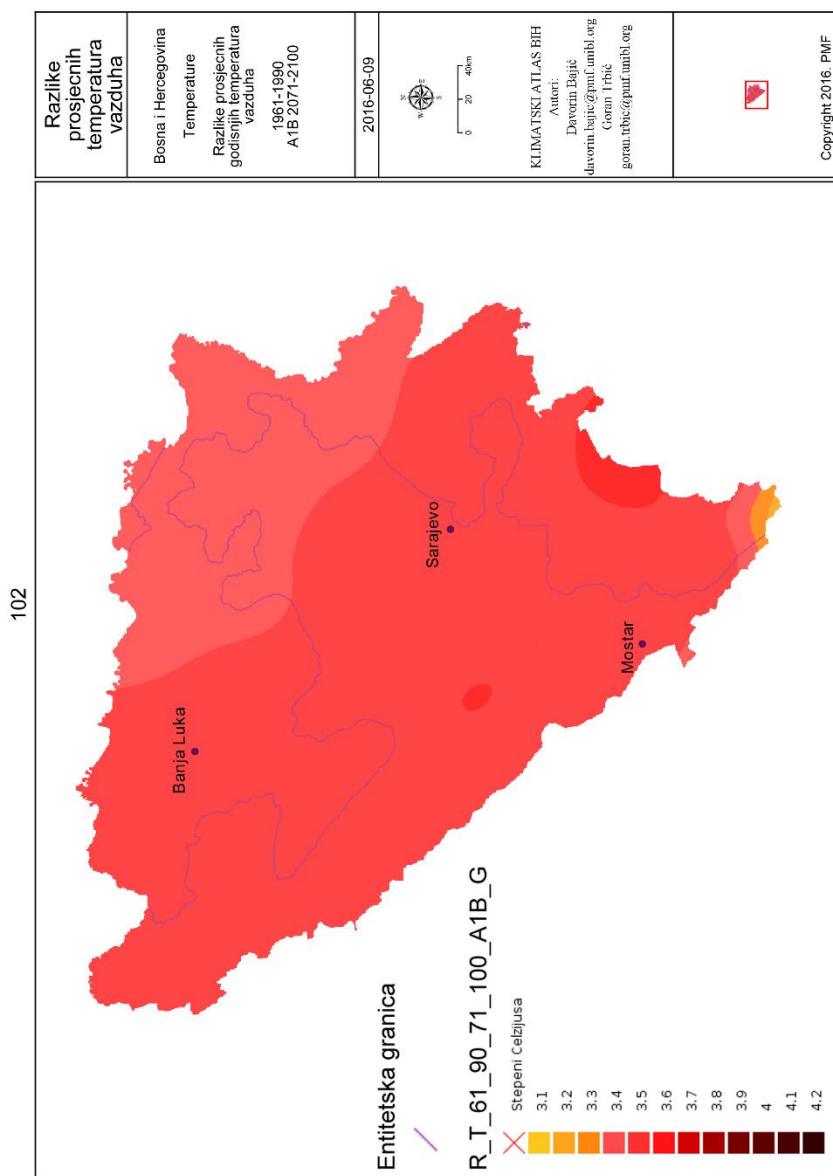 102
Banja Luka
Sarajevo
Mostar
Entitetska granica
R_T_61_90_71_100_A1B_G
Stepeni Celzijusa
3.1
3.2
3.3
3.4
3.5
3.6
3.7
3.8
3.9
4
4.1
4.2
Razlike
prosjecnih
temperatura
vazduha
Bosna i Hercegovina
Temperature
Razlike prosjecnih
godisnjih temperatura
vazduha
1961-1990
A1B 2071-2100
2016-06-09
N
E
S
W
0 20 40km
KLIMATSKI ATLAS BIH
Autori:
Davorin Bajić
davorin.bajic@pmf.unibl.org
Goran Trbić
goran.trbic@pmf.unibl.org
Copyright 2016. PMF